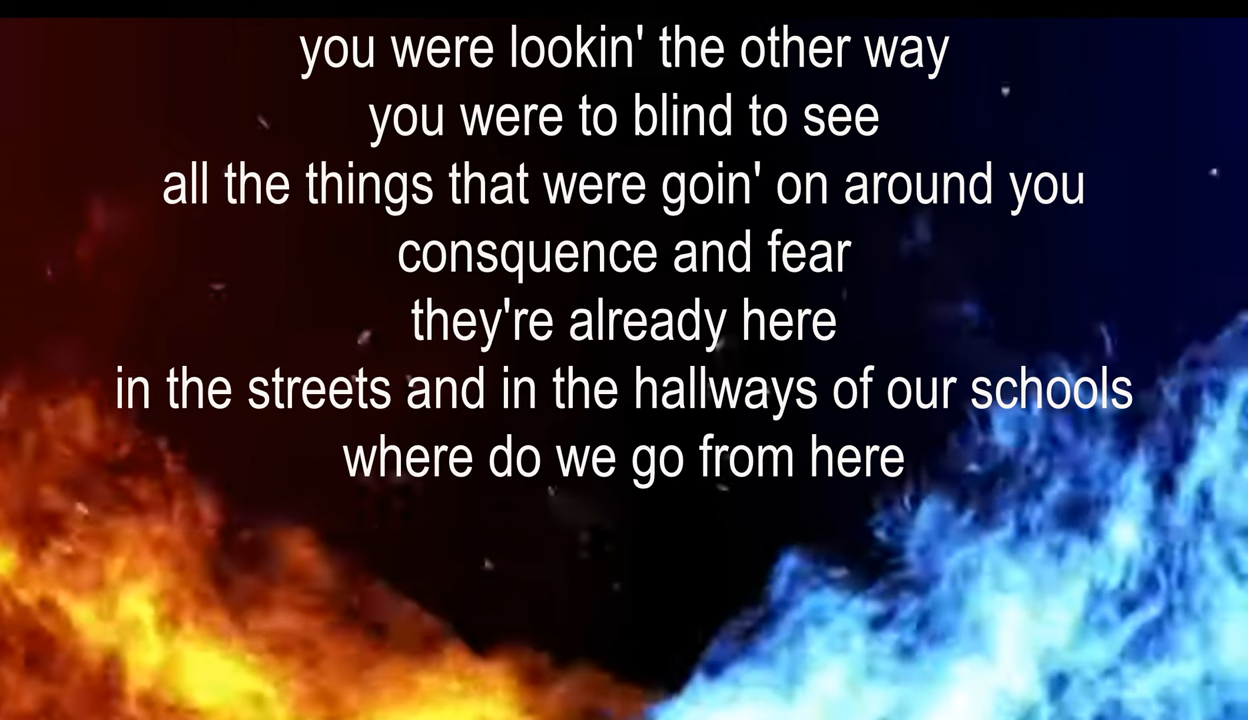 you were lookin' the other way
you were to blind to see
all the things that were goin' on around you
consquence and fear
they're already here
in the streets and in the hallways of our schools
where do we go from here